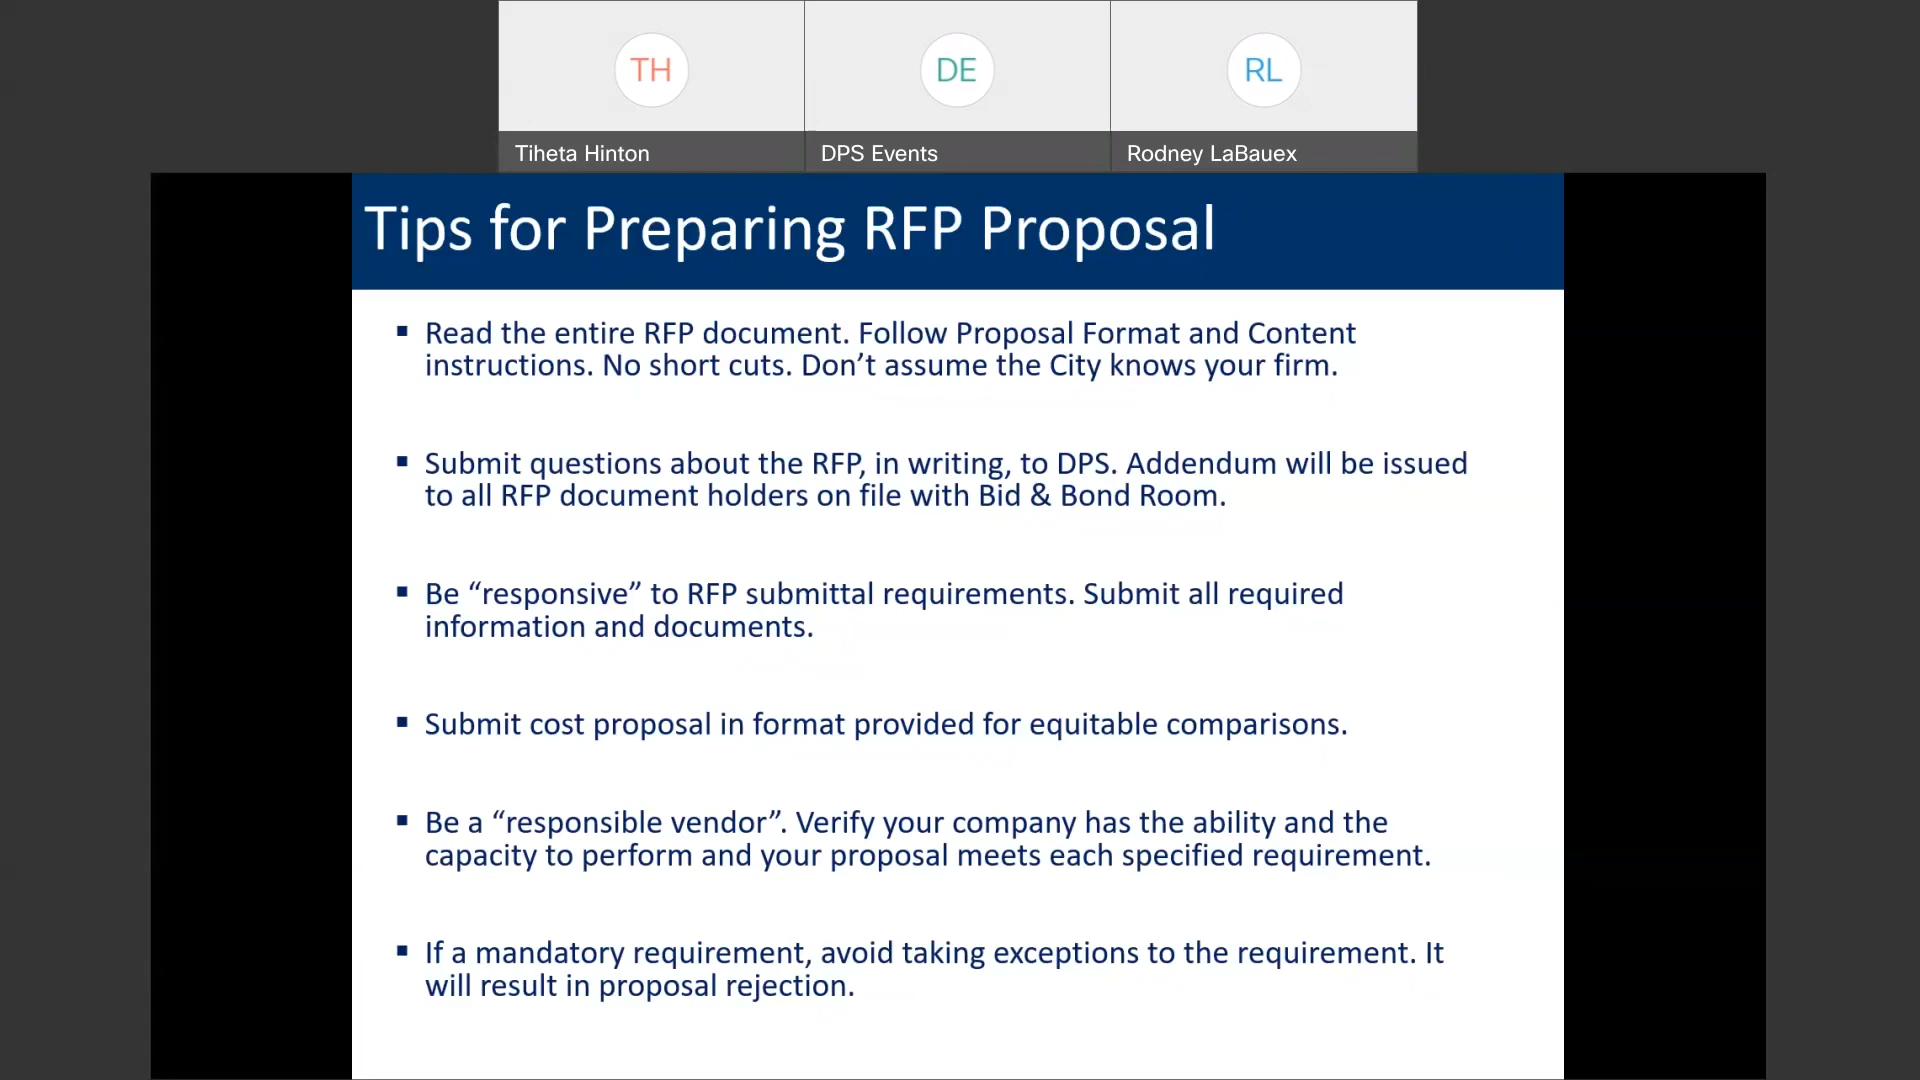 TH
DE
RL
Tiheta Hinton
DPS Events
Rodney LaBauex
Tips for Preparing RFP Proposal
▪ Read the entire RFP document. Follow Proposal Format and Content
instructions. No short cuts. Don’t assume the City knows your firm.
▪ Submit questions about the RFP, in writing, to DPS. Addendum will be issued
to all RFP document holders on file with Bid & Bond Room.
▪ Be “responsive” to RFP submittal requirements. Submit all required
information and documents.
▪ Submit cost proposal in format provided for equitable comparisons.
▪ Be a “responsible vendor”. Verify your company has the ability and the
capacity to perform and your proposal meets each specified requirement.
▪ If a mandatory requirement, avoid taking exceptions to the requirement. It
will result in proposal rejection.